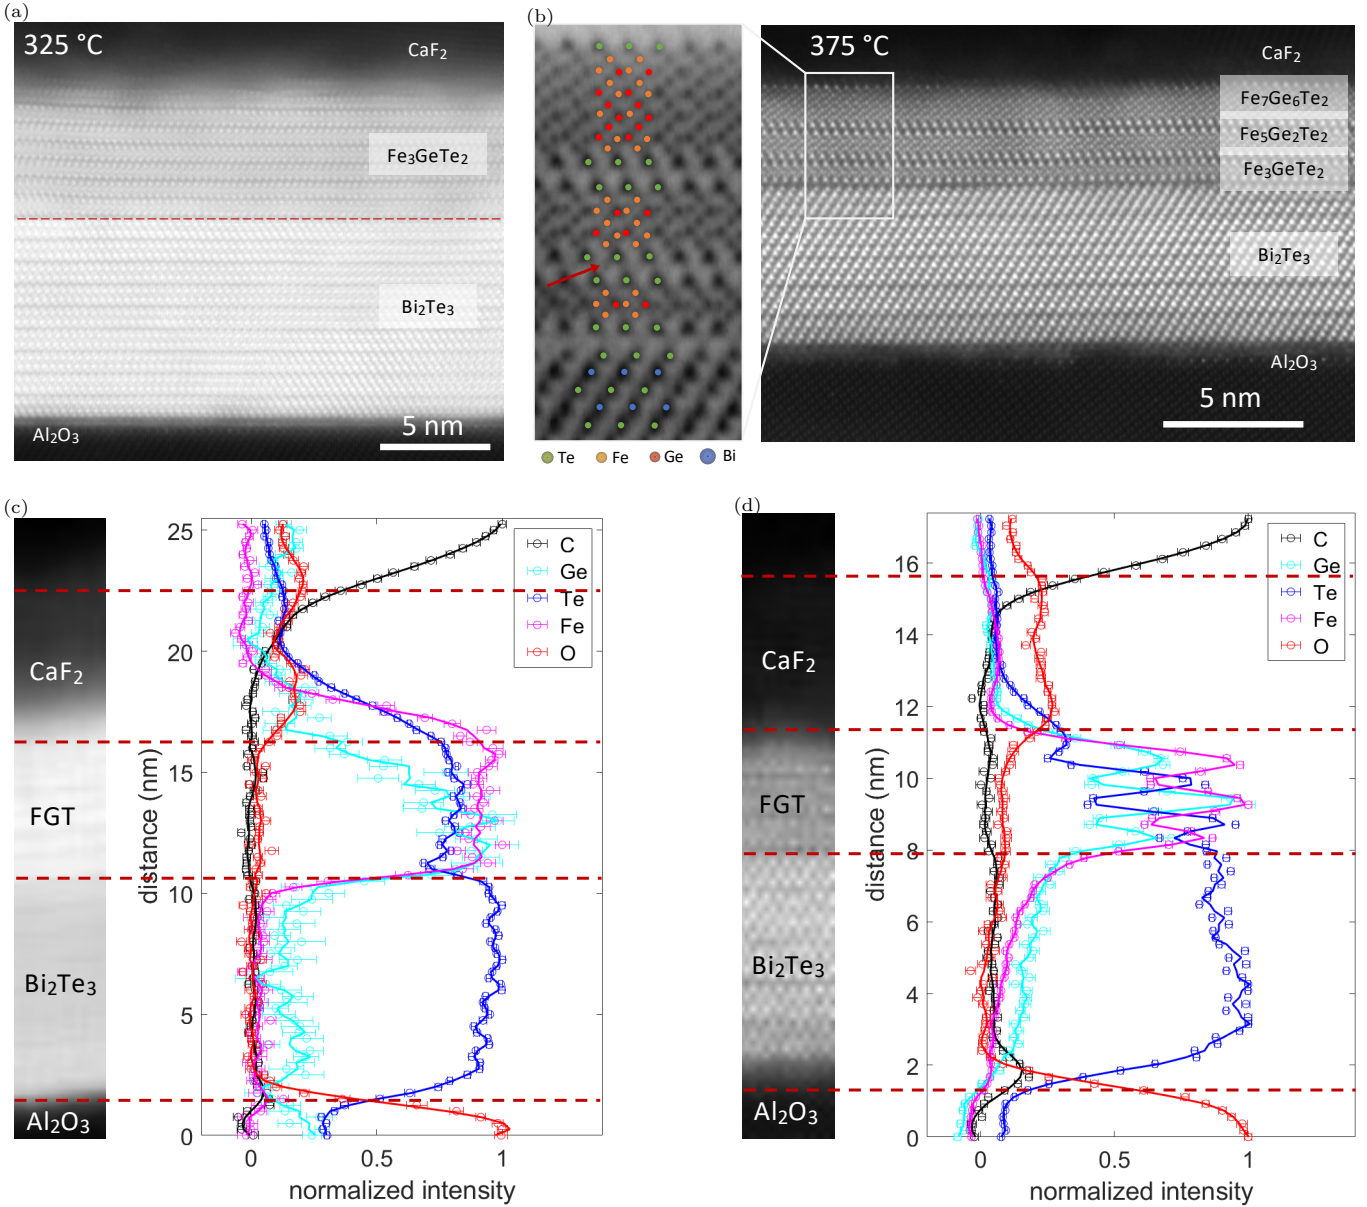 (a)
325 °C
CaF₂
Fe₃GeTe₂
Bi₂Te₃
Al₂O₃
5 nm
(b)
375 °C
CaF₂
Fe₇Ge₆Te₂
Fe₅Ge₂Te₂
Fe₃GeTe₂
Bi₂Te₃
Al₂O₃
5 nm
Te Fe Ge Bi
(c)
CaF₂
FGT
Bi₂Te₃
Al₂O₃
distance (nm)
25
20
15
10
5
0
0 0.5 1
normalized intensity
C
Ge
Te
Fe
O
(d)
CaF₂
FGT
Bi₂Te₃
Al₂O₃
distance (nm)
16
14
12
10
8
6
4
2
0
0 0.5 1
normalized intensity
C
Ge
Te
Fe
O